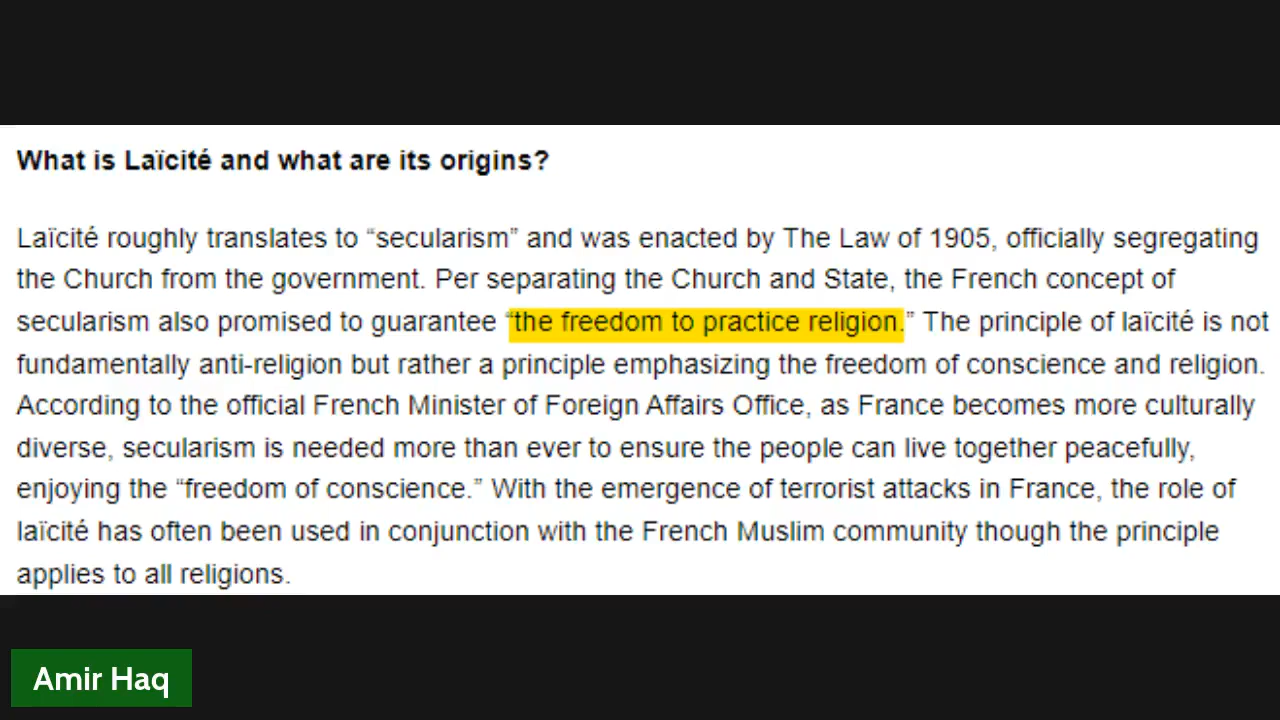 What is Laïcité and what are its origins?
Laïcité roughly translates to “secularism” and was enacted by The Law of 1905, officially segregating
the Church from the government. Per separating the Church and State, the French concept of
secularism also promised to guarantee “the freedom to practice religion.” The principle of laïcité is not
fundamentally anti-religion but rather a principle emphasizing the freedom of conscience and religion.
According to the official French Minister of Foreign Affairs Office, as France becomes more culturally
diverse, secularism is needed more than ever to ensure the people can live together peacefully,
enjoying the “freedom of conscience.” With the emergence of terrorist attacks in France, the role of
laïcité has often been used in conjunction with the French Muslim community though the principle
applies to all religions.
Amir Haq